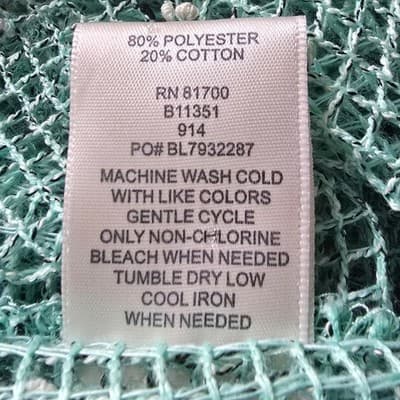 80% POLYESTER
20% COTTON
RN 81700
B11351
914
PO# BL7932287
MACHINE WASH COLD
WITH LIKE COLORS
GENTLE CYCLE
ONLY NON-CHLORINE
BLEACH WHEN NEEDED
TUMBLE DRY LOW
COOL IRON
WHEN NEEDED